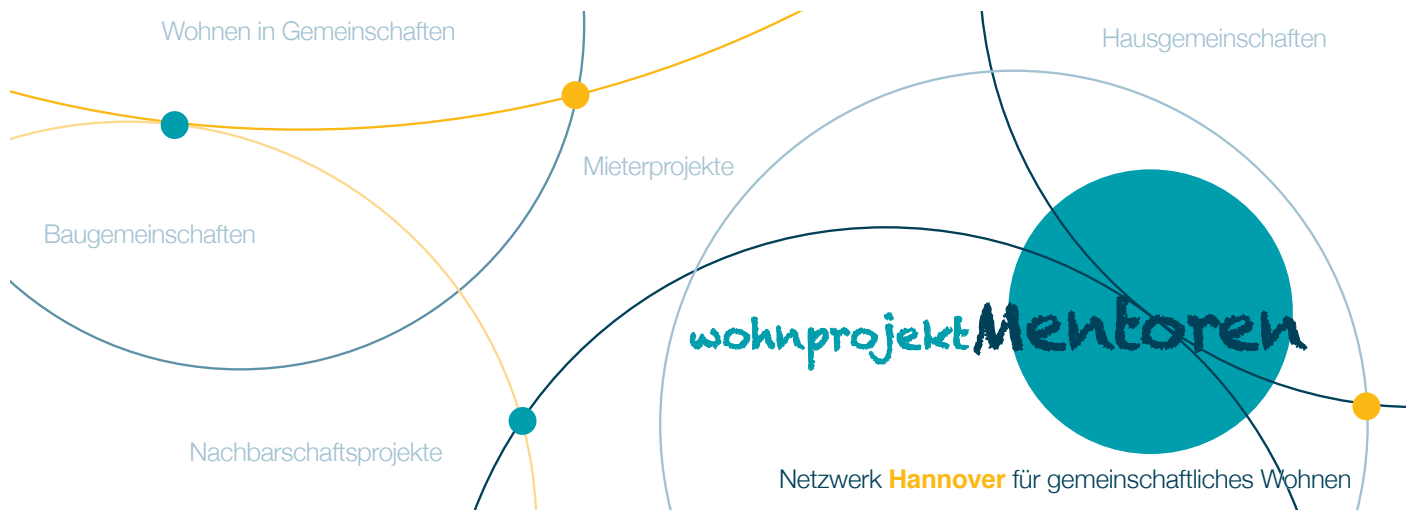 Wohnen in Gemeinschaften
Hausgemeinschaften
Mieterprojekte
Baugemeinschaften
wohnprojektMentoren
Nachbarschaftsprojekte
Netzwerk Hannover für gemeinschaftliches Wohnen